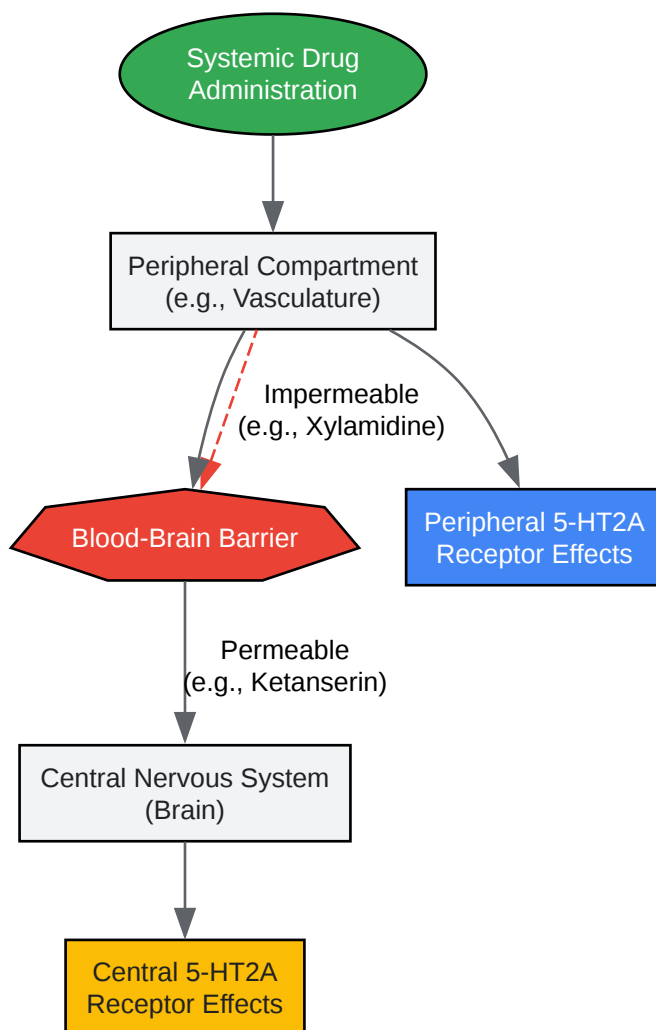 Systemic Drug
Administration
Peripheral Compartment
(e.g., Vasculature)
Impermeable
(e.g., Xylamidine)
Blood-Brain Barrier
Peripheral 5-HT2A
Receptor Effects
Permeable
(e.g., Ketanserin)
Central Nervous System
(Brain)
Central 5-HT2A
Receptor Effects